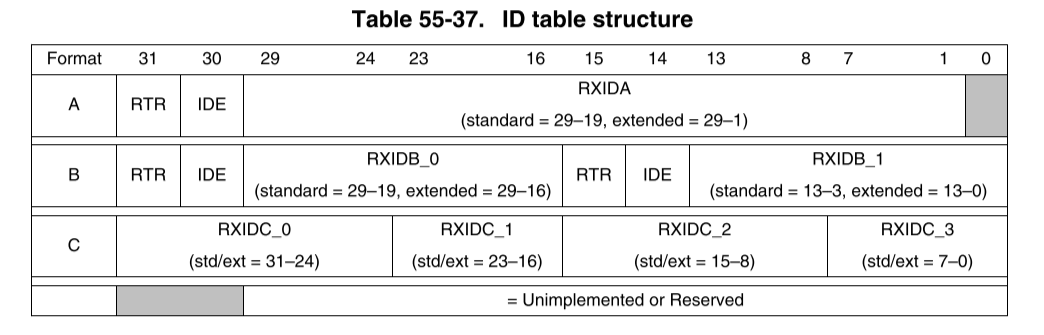 Table 55-37. ID table structure
Format 31 30 29 24 23 16 15 14 13 8 7 1 0
A RTR IDE RXIDA
(standard = 29–19, extended = 29–1)
B RTR IDE RXIDB_0 RTR IDE RXIDB_1
(standard = 29–19, extended = 29–16) (standard = 13–3, extended = 13–0)
C RXIDC_0 RXIDC_1 RXIDC_2 RXIDC_3
(std/ext = 31–24) (std/ext = 23–16) (std/ext = 15–8) (std/ext = 7–0)
= Unimplemented or Reserved